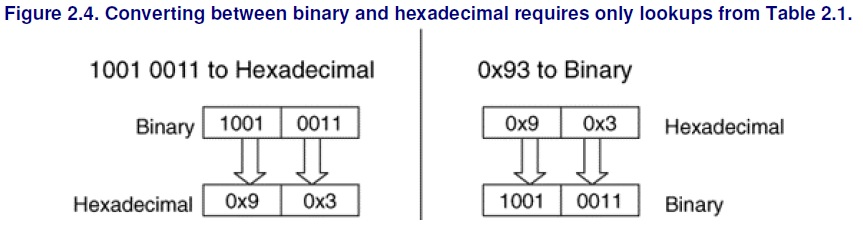 Figure 2.4. Converting between binary and hexadecimal requires only lookups from Table 2.1.
1001 0011 to Hexadecimal
Binary 1001 0011
Hexadecimal 0x9 0x3
0x93 to Binary
0x9 0x3 Hexadecimal
1001 0011 Binary